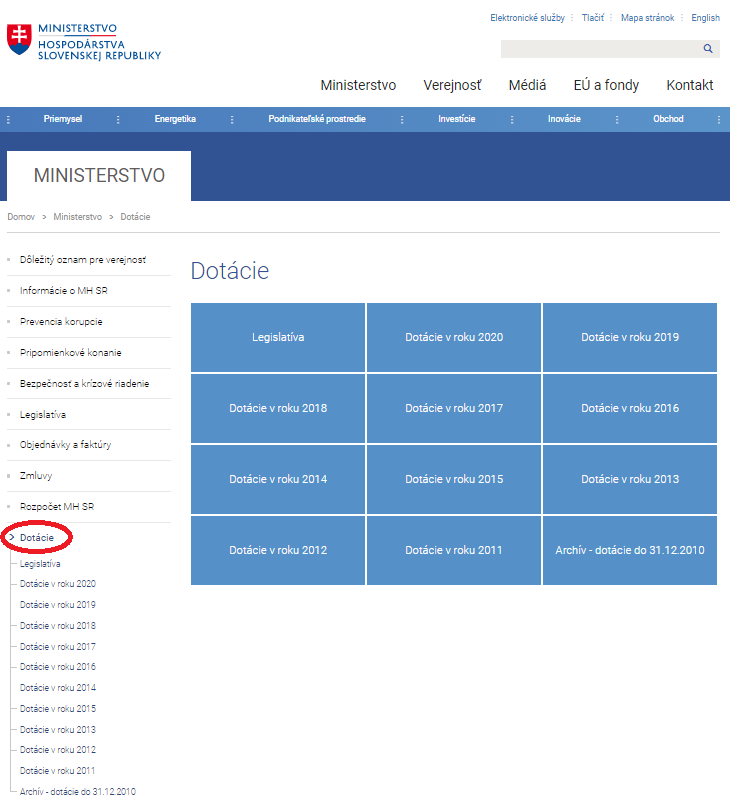 Elektronické služby
Tlačiť
Mapa stránok
English
MINISTERSTVO
HOSPODÁRSTVA
SLOVENSKEJ REPUBLIKY
Ministerstvo
Verejnosť
Médiá
EÚ a fondy
Kontakt
Priemysel
Energetika
Podnikateľské prostredie
Investície
Inovácie
Obchod
MINISTERSTVO
Domov > Ministerstvo > Dotácie
Dôležitý oznam pre verejnosť
Informácie o MH SR
Prevencia korupcie
Pripomienkové konanie
Bezpečnosť a krízové riadenie
Legislatíva
Objednávky a faktúry
Zmluvy
Rozpočet MH SR
Dotácie
Legislatíva
Dotácie v roku 2020
Dotácie v roku 2019
Dotácie v roku 2018
Dotácie v roku 2017
Dotácie v roku 2016
Dotácie v roku 2014
Dotácie v roku 2015
Dotácie v roku 2013
Dotácie v roku 2012
Dotácie v roku 2011
Archív - dotácie do 31.12.2010
Dotácie
Legislatíva
Dotácie v roku 2020
Dotácie v roku 2019
Dotácie v roku 2018
Dotácie v roku 2017
Dotácie v roku 2016
Dotácie v roku 2014
Dotácie v roku 2015
Dotácie v roku 2013
Dotácie v roku 2012
Dotácie v roku 2011
Archív - dotácie do 31.12.2010